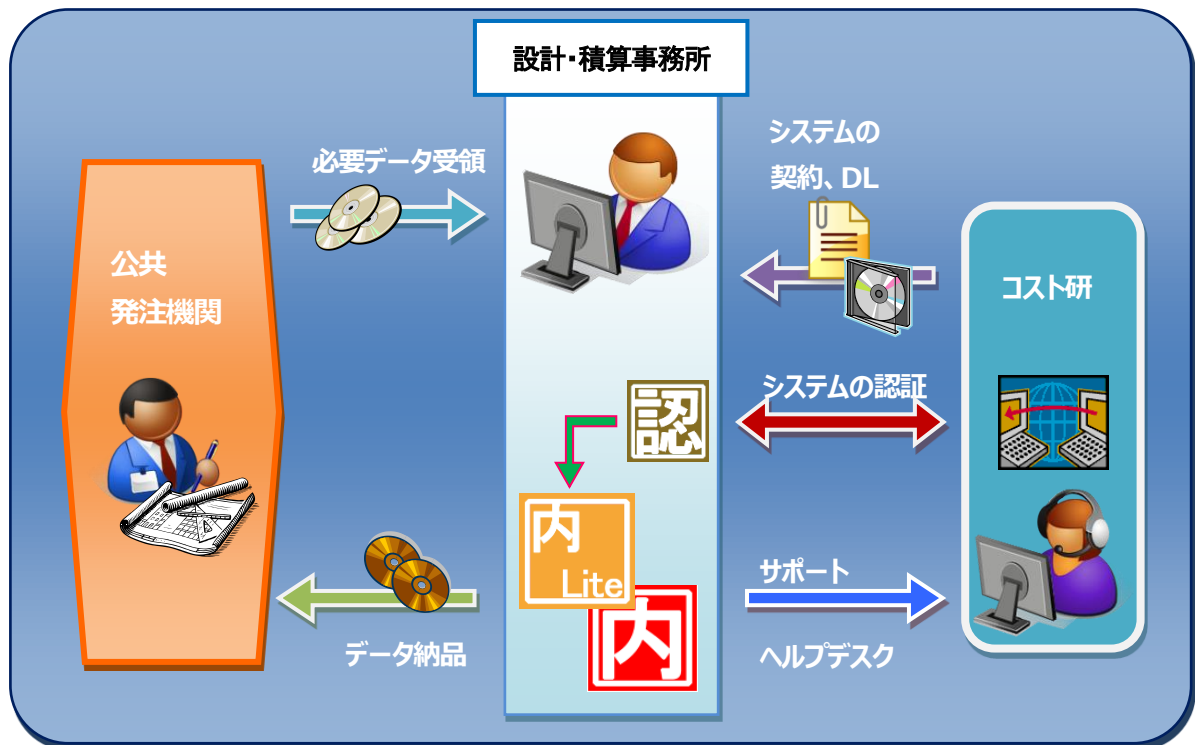 設計・積算事務所
必要データ受領
システムの
契約、DL
公共
発注機関
コスト研
システムの認証
認
内
Lite
内
サポート
データ納品
ヘルプデスク